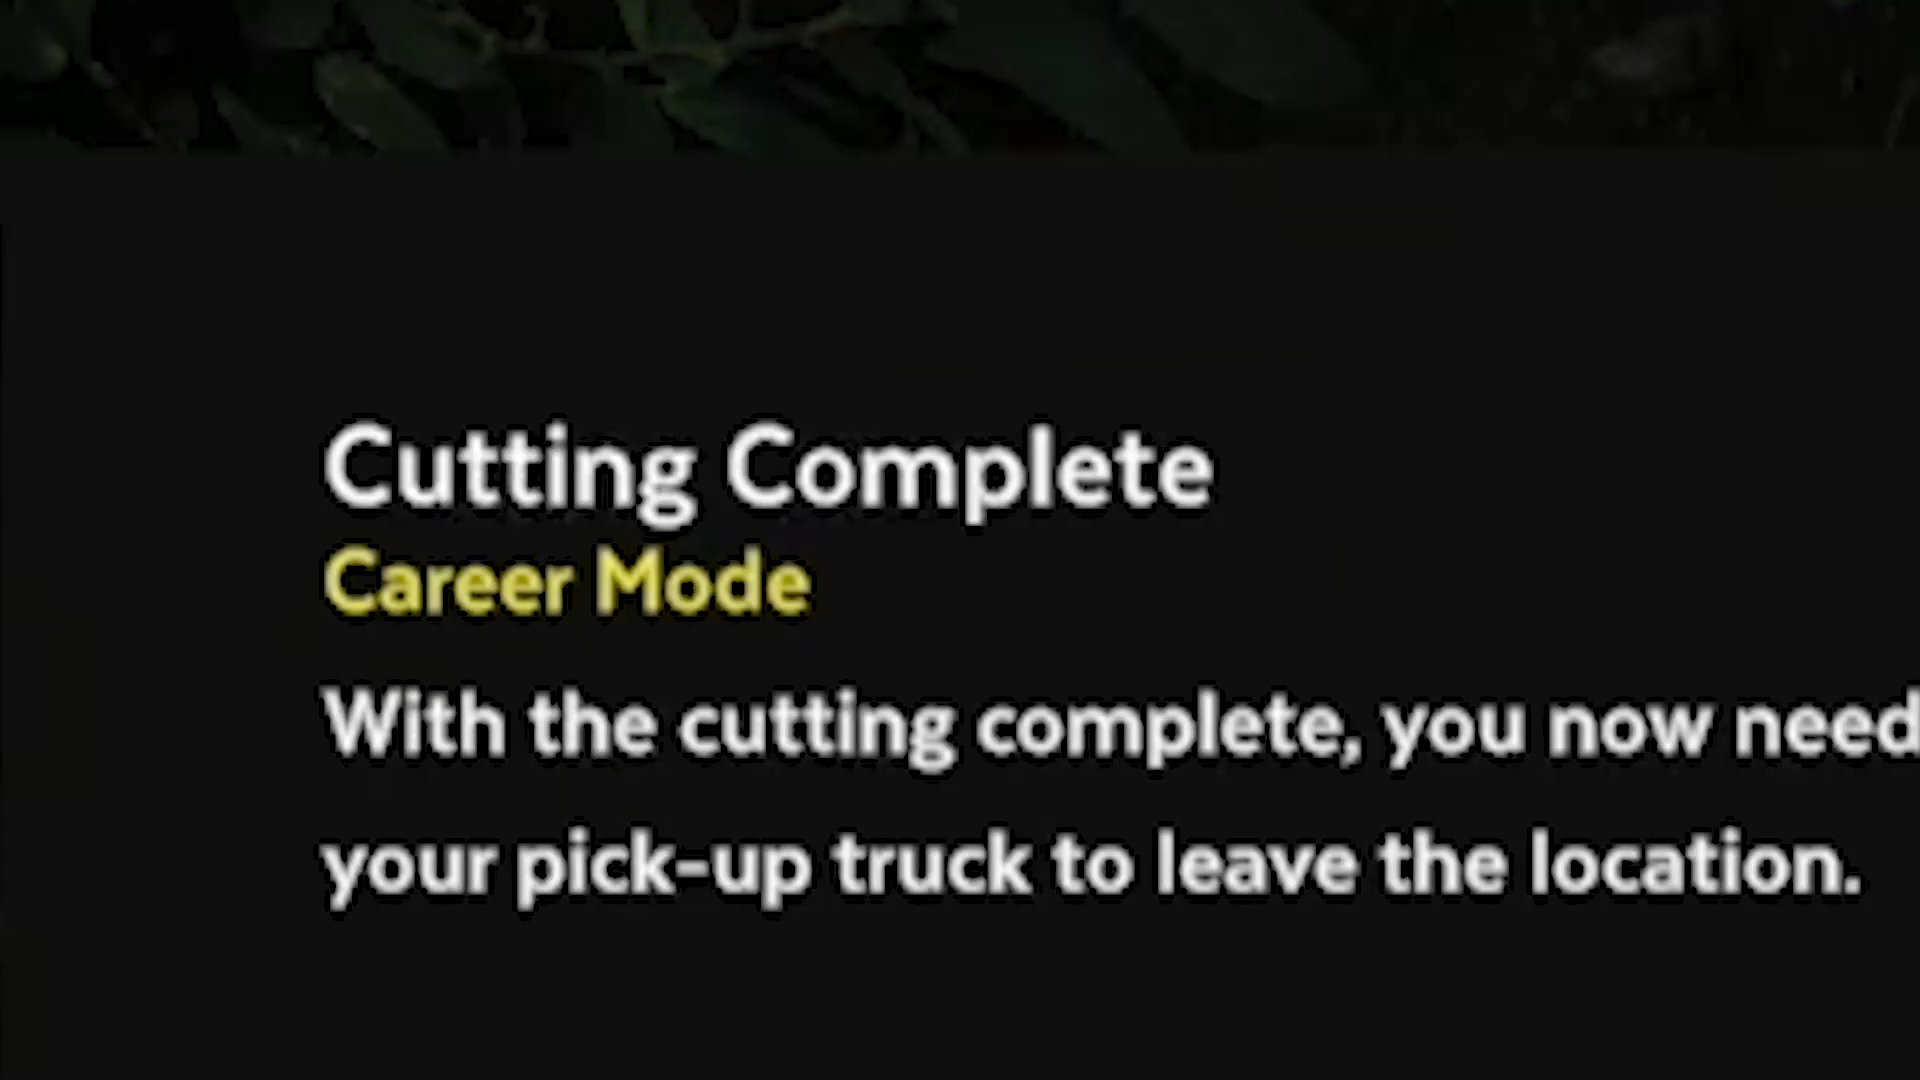 Cutting Complete
Career Mode
With the cutting complete, you now need
your pick-up truck to leave the location.